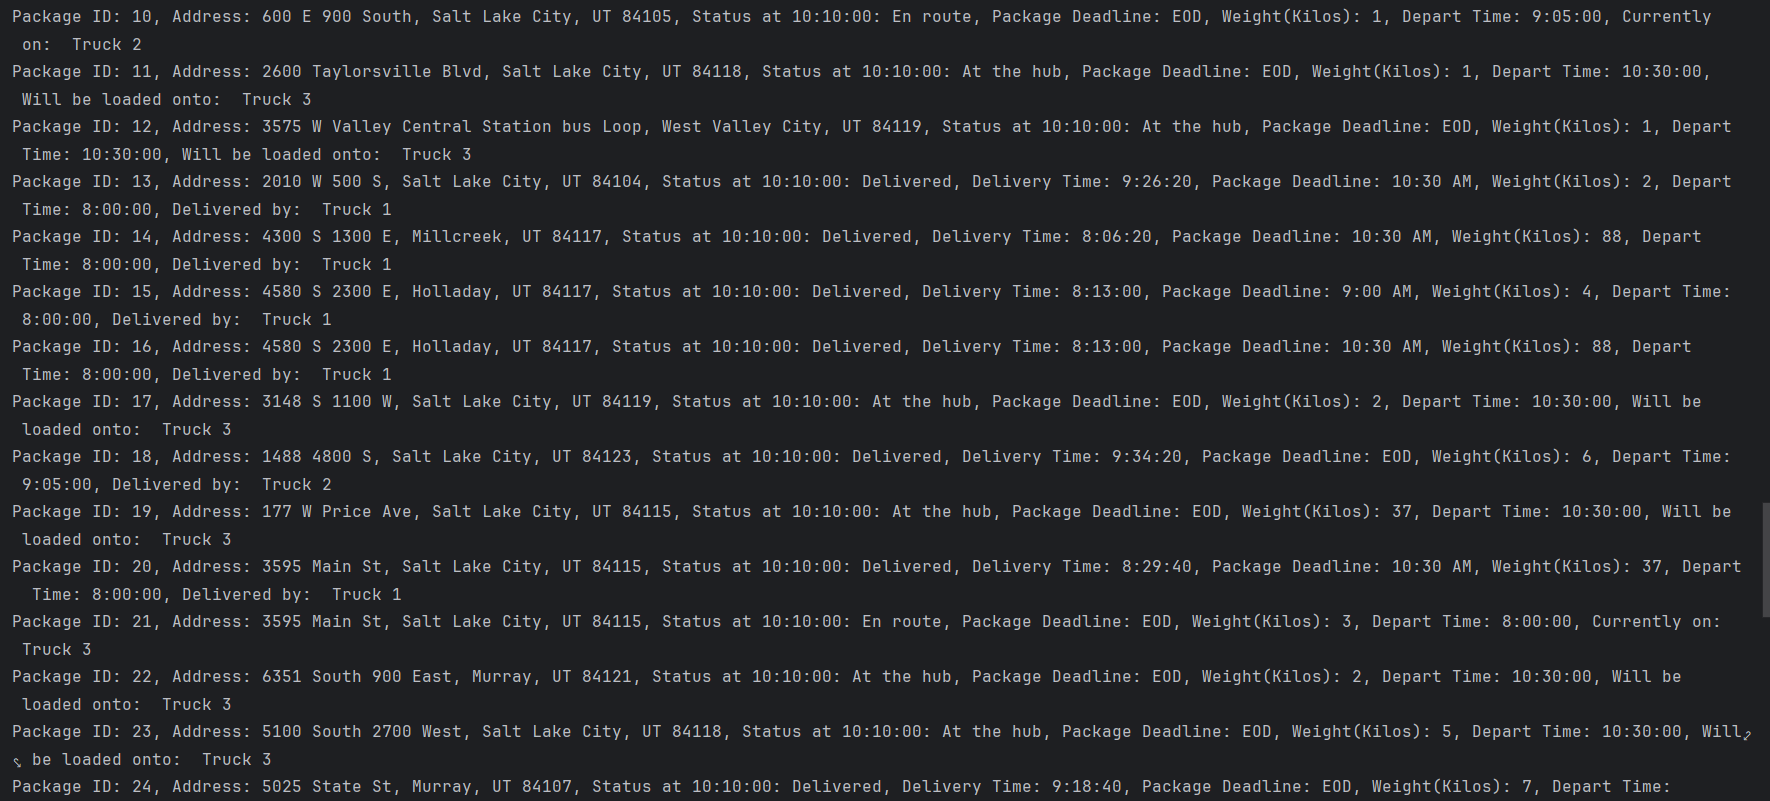 Package ID: 10, Address: 600 E 900 South, Salt Lake City, UT 84105, Status at 10:10:00: En route, Package Deadline: EOD, Weight(Kilos): 1, Depart Time: 9:05:00, Currently
on:  Truck 2
Package ID: 11, Address: 2600 Taylorsville Blvd, Salt Lake City, UT 84118, Status at 10:10:00: At the hub, Package Deadline: EOD, Weight(Kilos): 1, Depart Time: 10:30:00,
Will be loaded onto:  Truck 3
Package ID: 12, Address: 3575 W Valley Central Station bus Loop, West Valley City, UT 84119, Status at 10:10:00: At the hub, Package Deadline: EOD, Weight(Kilos): 1, Depart
Time: 10:30:00, Will be loaded onto:  Truck 3
Package ID: 13, Address: 2010 W 500 S, Salt Lake City, UT 84104, Status at 10:10:00: Delivered, Delivery Time: 9:26:20, Package Deadline: 10:30 AM, Weight(Kilos): 2, Depart
Time: 8:00:00, Delivered by:  Truck 1
Package ID: 14, Address: 4300 S 1300 E, Millcreek, UT 84117, Status at 10:10:00: Delivered, Delivery Time: 8:06:20, Package Deadline: 10:30 AM, Weight(Kilos): 88, Depart
Time: 8:00:00, Delivered by:  Truck 1
Package ID: 15, Address: 4580 S 2300 E, Holladay, UT 84117, Status at 10:10:00: Delivered, Delivery Time: 8:13:00, Package Deadline: 9:00 AM, Weight(Kilos): 4, Depart Time:
8:00:00, Delivered by:  Truck 1
Package ID: 16, Address: 4580 S 2300 E, Holladay, UT 84117, Status at 10:10:00: Delivered, Delivery Time: 8:13:00, Package Deadline: 10:30 AM, Weight(Kilos): 88, Depart
Time: 8:00:00, Delivered by:  Truck 1
Package ID: 17, Address: 3148 S 1100 W, Salt Lake City, UT 84119, Status at 10:10:00: At the hub, Package Deadline: EOD, Weight(Kilos): 2, Depart Time: 10:30:00, Will be
loaded onto:  Truck 3
Package ID: 18, Address: 1488 4800 S, Salt Lake City, UT 84123, Status at 10:10:00: Delivered, Delivery Time: 9:34:20, Package Deadline: EOD, Weight(Kilos): 6, Depart Time:
9:05:00, Delivered by:  Truck 2
Package ID: 19, Address: 177 W Price Ave, Salt Lake City, UT 84115, Status at 10:10:00: At the hub, Package Deadline: EOD, Weight(Kilos): 37, Depart Time: 10:30:00, Will be
loaded onto:  Truck 3
Package ID: 20, Address: 3595 Main St, Salt Lake City, UT 84115, Status at 10:10:00: Delivered, Delivery Time: 8:29:40, Package Deadline: 10:30 AM, Weight(Kilos): 37, Depart
Time: 8:00:00, Delivered by:  Truck 1
Package ID: 21, Address: 3595 Main St, Salt Lake City, UT 84115, Status at 10:10:00: En route, Package Deadline: EOD, Weight(Kilos): 3, Depart Time: 8:00:00, Currently on:
Truck 3
Package ID: 22, Address: 6351 South 900 East, Murray, UT 84121, Status at 10:10:00: At the hub, Package Deadline: EOD, Weight(Kilos): 2, Depart Time: 10:30:00, Will be
loaded onto:  Truck 3
Package ID: 23, Address: 5100 South 2700 West, Salt Lake City, UT 84118, Status at 10:10:00: At the hub, Package Deadline: EOD, Weight(Kilos): 5, Depart Time: 10:30:00, Will
be loaded onto:  Truck 3
Package ID: 24, Address: 5025 State St, Murray, UT 84107, Status at 10:10:00: Delivered, Delivery Time: 9:18:40, Package Deadline: EOD, Weight(Kilos): 7, Depart Time: